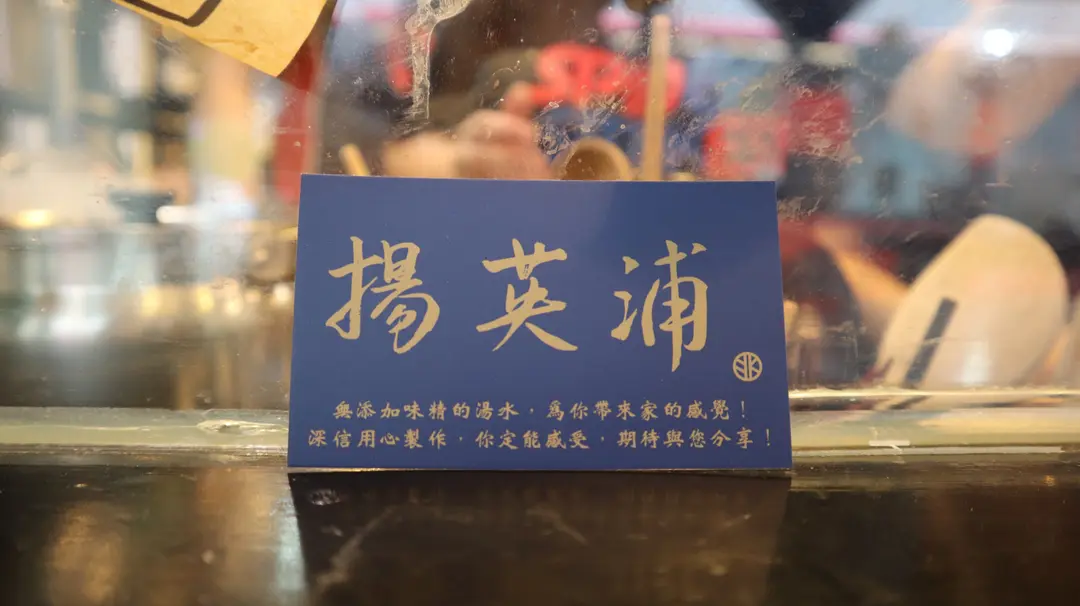 揚英浦
無添加味精的湯水，為你帶來家的感覺！
深信用心製作，你定能感受，期待與您分享！